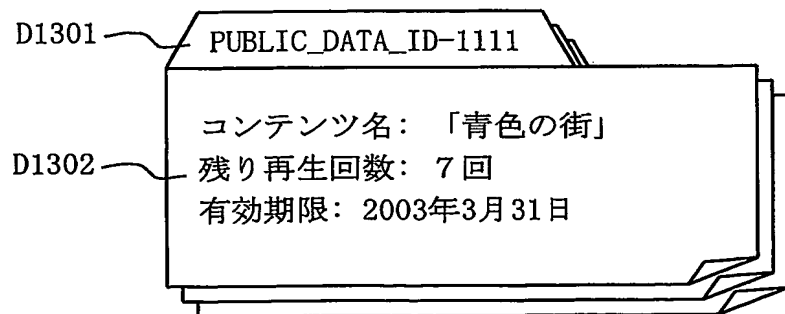 D1301 PUBLIC_DATA_ID-1111
コンテンツ名: 「青色の街」
D1302 残り再生回数: 7回
有効期限: 2003年3月31日